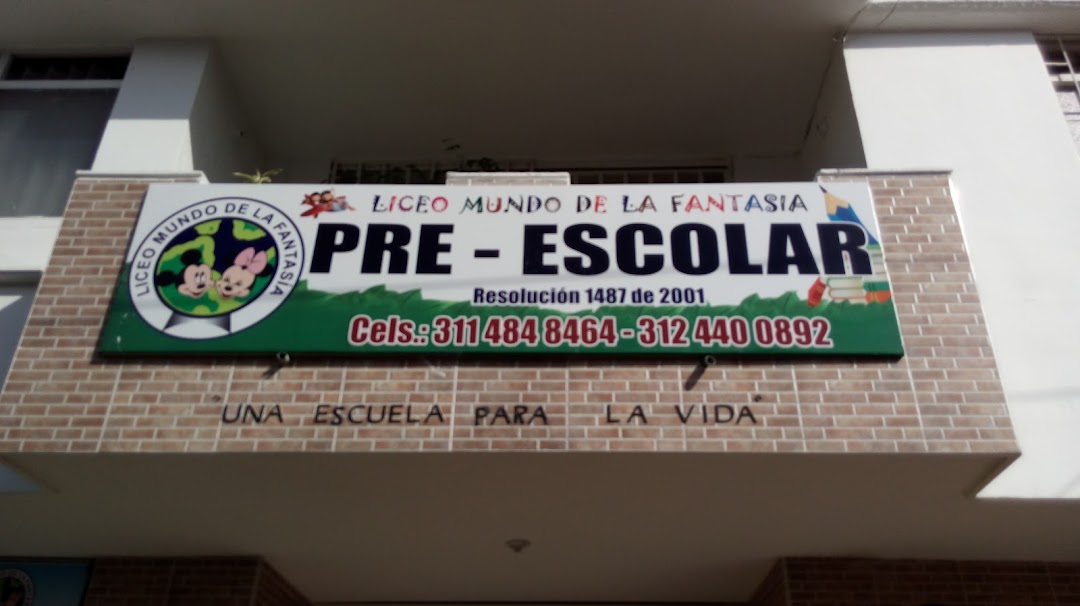 LICEO MUNDO DE LA FANTASIA
LICEO MUNDO DE LA FANTASIA
PRE - ESCOLAR
Resolución 1487 de 2001
Cels.: 311 484 8464 - 312 440 0892
"UNA ESCUELA PARA LA VIDA"